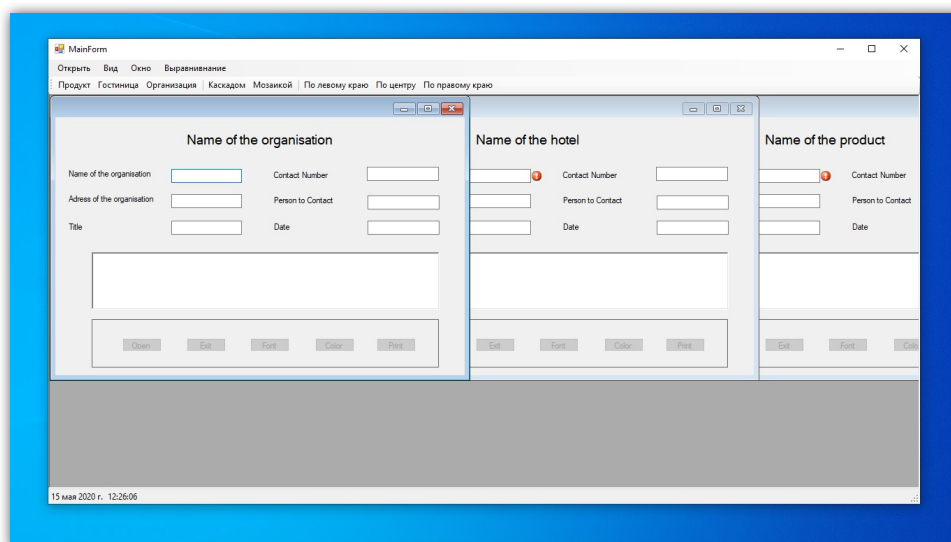 MainForm
Открыть Вид Окно Выравнивнание
Продукт Гостиница Организация Каскадом Мозаикой По левому краю По центру По правому краю
Name of the organisation Name of the hotel Name of the product
Name of the organisation Contact Number Contact Number Contact Number
Adress of the organisation Person to Contact Person to Contact Person to Contact
Title Date Date Date
Open Exit Font Color Print Exit Font Color Print Exit Font Colo
15 мая 2020 г. 12:26:06